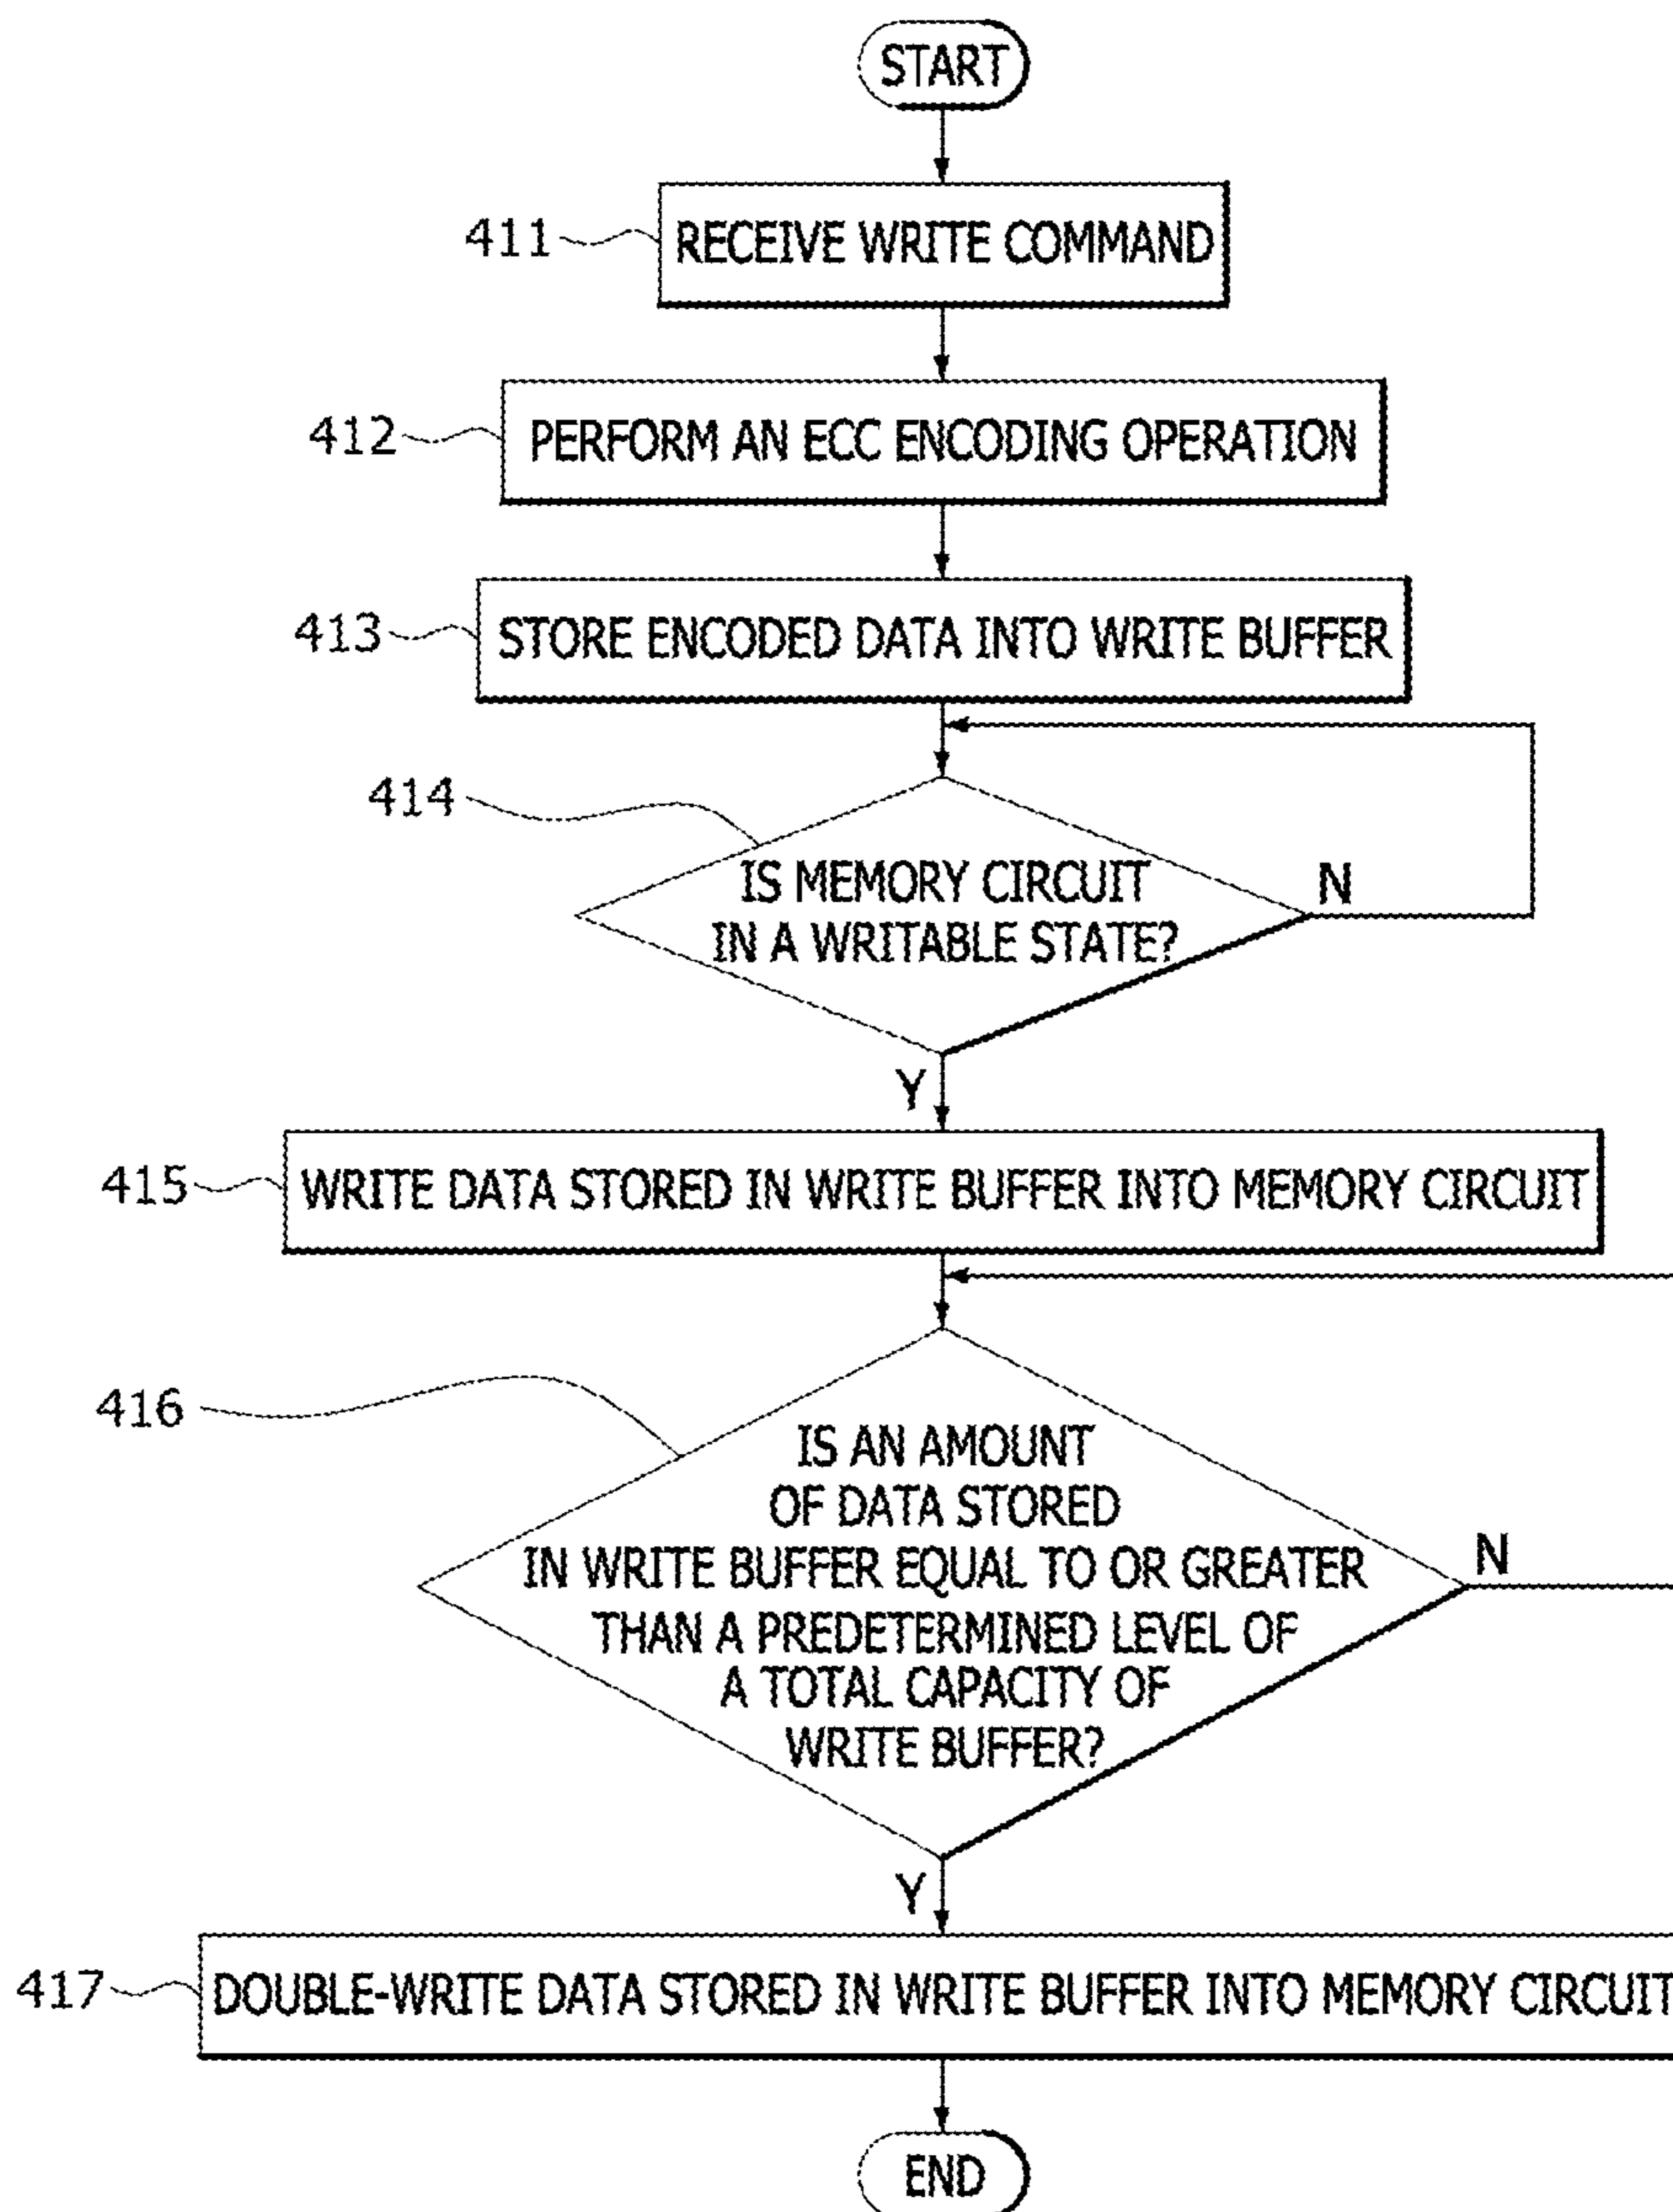 START
411
RECEIVE WRITE COMMAND
412
PERFORM AN ECC ENCODING OPERATION
413
STORE ENCODED DATA INTO WRITE BUFFER
414
IS MEMORY CIRCUIT
IN A WRITABLE STATE?
N
Y
415
WRITE DATA STORED IN WRITE BUFFER INTO MEMORY CIRCUIT
416
IS AN AMOUNT
OF DATA STORED
IN WRITE BUFFER EQUAL TO OR GREATER
THAN A PREDETERMINED LEVEL OF
A TOTAL CAPACITY OF
WRITE BUFFER?
N
Y
417
DOUBLE-WRITE DATA STORED IN WRITE BUFFER INTO MEMORY CIRCUIT
END